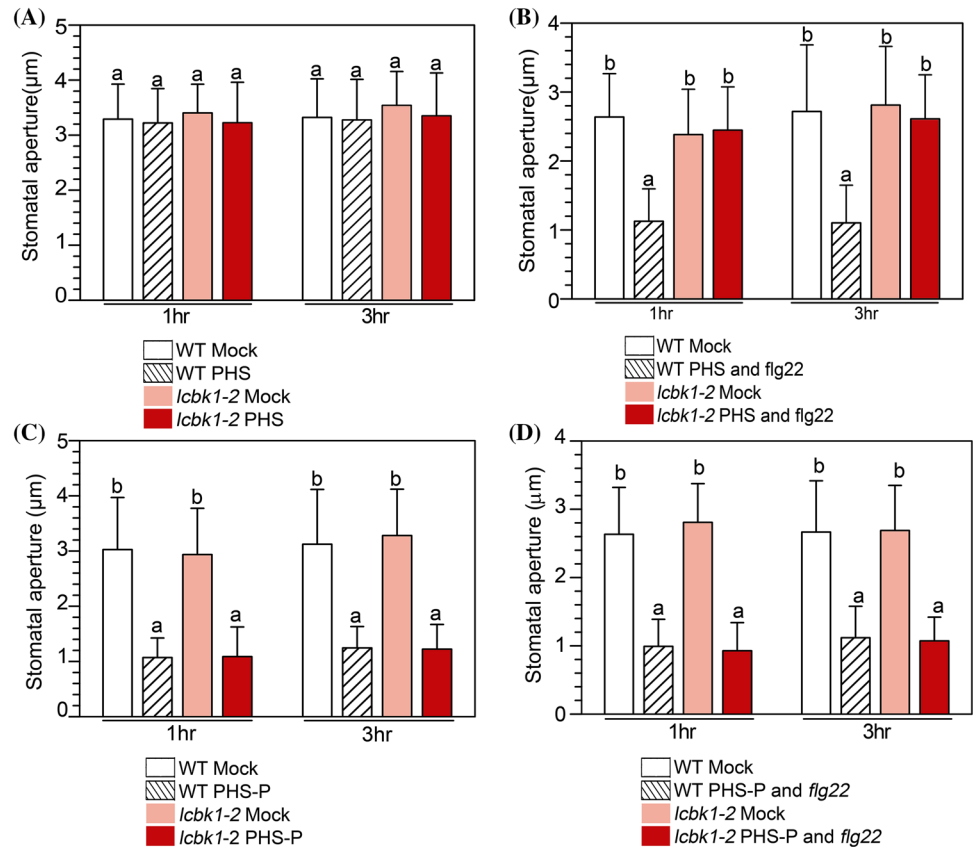 (A)
Stomatal aperture(μm)
5
4
3
2
1
0
a a a a a a a a
1hr 3hr
WT Mock
WT PHS
lcbk1-2 Mock
lcbk1-2 PHS
(B)
Stomatal aperture(μm)
4
3
2
1
0
b a b b b a b b
1hr 3hr
WT Mock
WT PHS and flg22
lcbk1-2 Mock
lcbk1-2 PHS and flg22
(C)
Stomatal aperture (μm)
5
4
3
2
1
0
b a b a b a b a
1hr 3hr
WT Mock
WT PHS-P
lcbk1-2 Mock
lcbk1-2 PHS-P
(D)
Stomatal aperture (μm)
4
3
2
1
0
b a b a b a b a
1hr 3hr
WT Mock
WT PHS-P and flg22
lcbk1-2 Mock
lcbk1-2 PHS-P and flg22